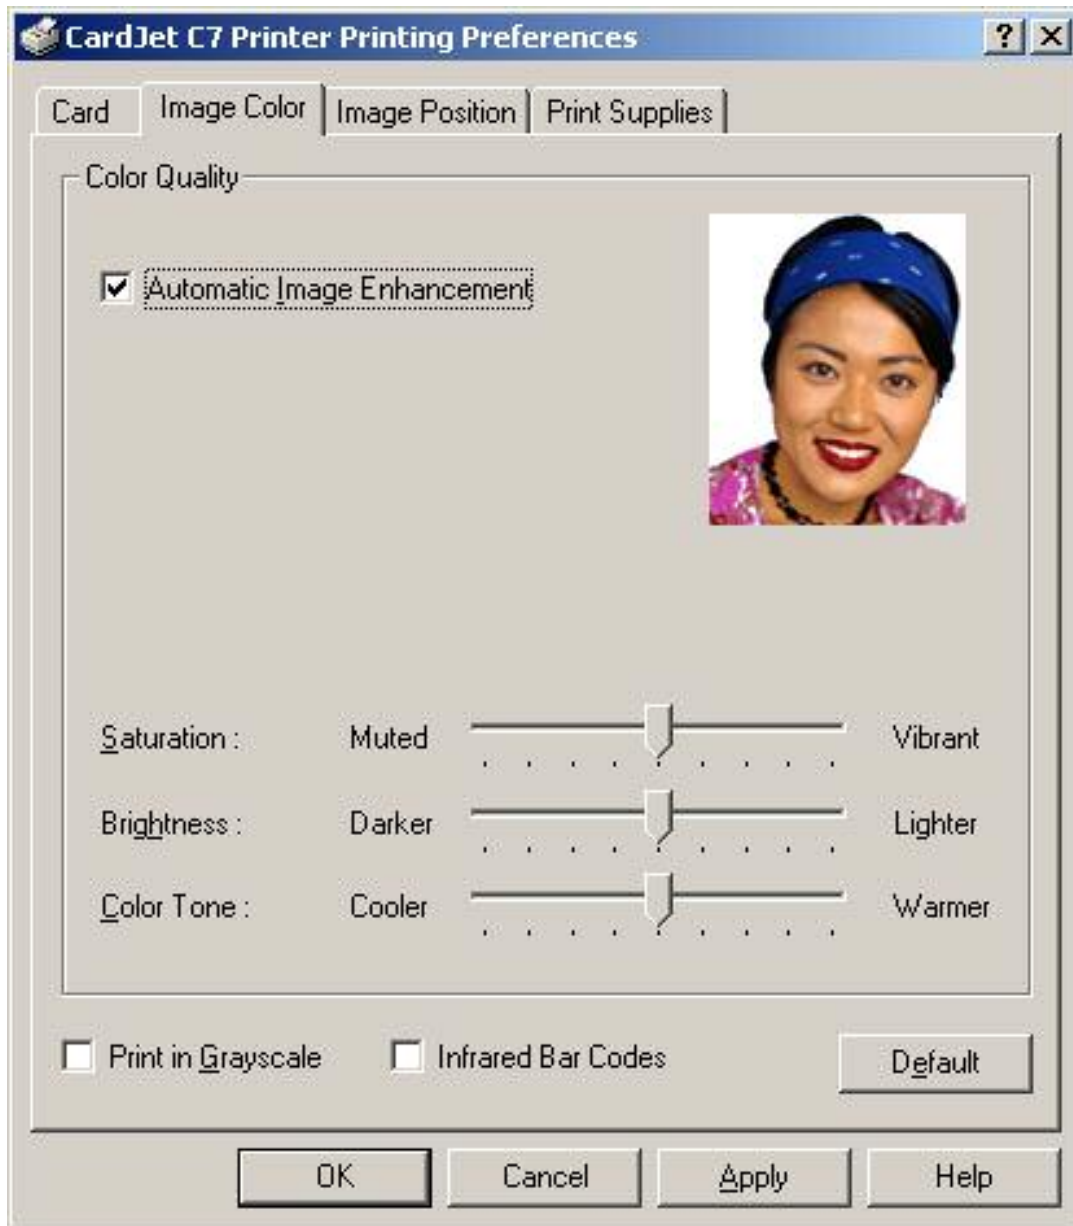 CardJet C7 Printer Printing Preferences ? X
Card Image Color Image Position Print Supplies
Color Quality
Automatic Image Enhancement
Saturation : Muted Vibrant
Brightness : Darker Lighter
Color Tone : Cooler Warmer
Print in Grayscale Infrared Bar Codes Default
OK Cancel Apply Help